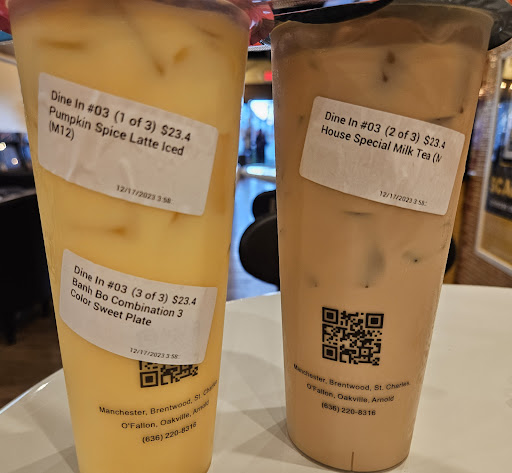 Dine In #03 (1 of 3) $23.4
Pumpkin Spice Latte Iced
(M12)
12/17/2023 3:58
Dine In #03 (3 of 3) $23.4
Banh Bo Combination 3
Color Sweet Plate
12/17/2023 3:58
Manchester, Brentwood, St. Charles,
O'Fallon, Oakville, Arnold
(636) 220-8316
Dine In #03 (2 of 3) $23.4
House Special Milk Tea (M
12/17/2023 3:58
Manchester, Brentwood, St. Charles,
O'Fallon, Oakville, Arnold
(636) 220-8316